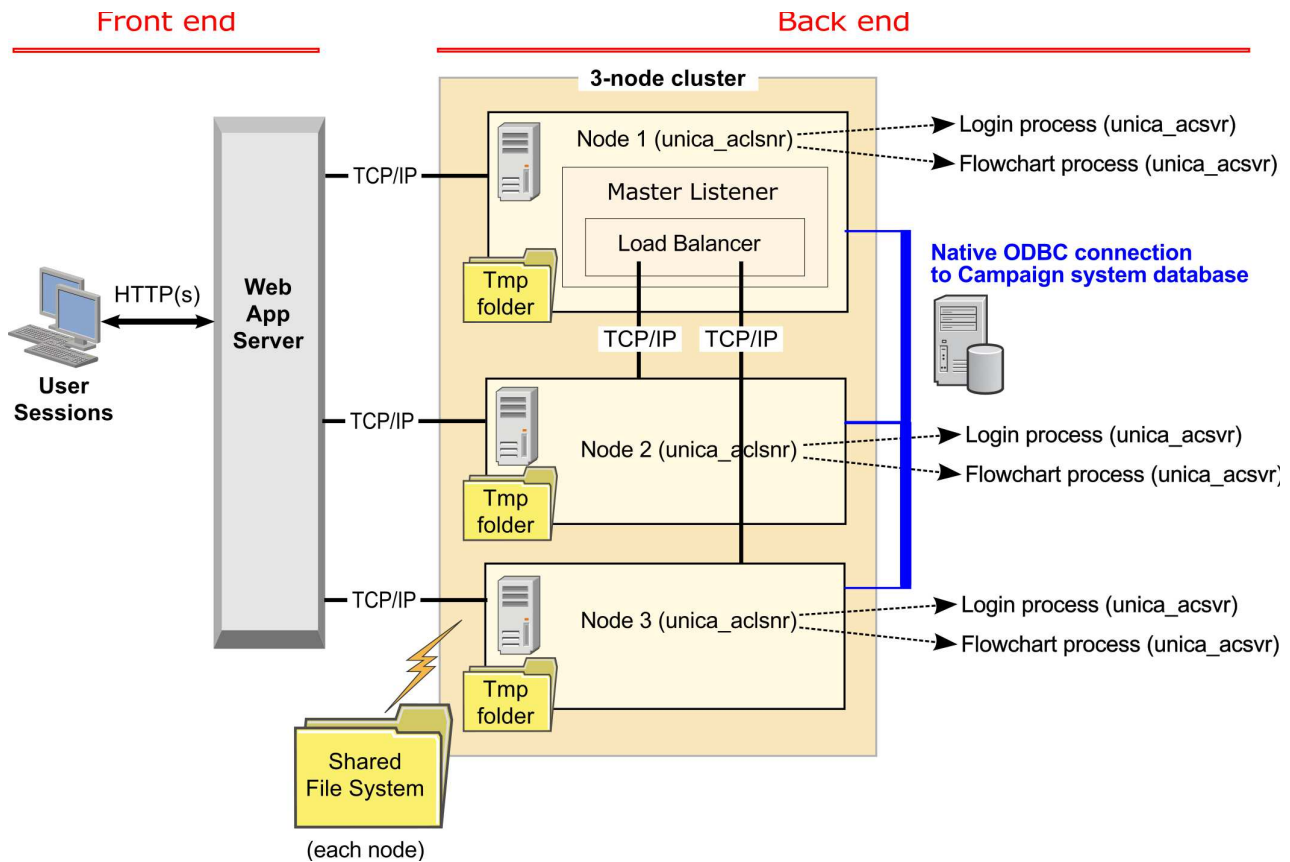 Front end
Back end
3-node cluster
Node 1 (unica_aclsnr)
Login process (unica_acsvr)
Flowchart process (unica_acsvr)
TCP/IP
Master Listener
Load Balancer
Tmp
folder
Native ODBC connection
to Campaign system database
HTTP(s)
Web
App
Server
User
Sessions
TCP/IP
TCP/IP
TCP/IP
Node 2 (unica_aclsnr)
Login process (unica_acsvr)
Flowchart process (unica_acsvr)
Tmp
folder
TCP/IP
Node 3 (unica_aclsnr)
Login process (unica_acsvr)
Flowchart process (unica_acsvr)
Tmp
folder
Shared
File System
(each node)